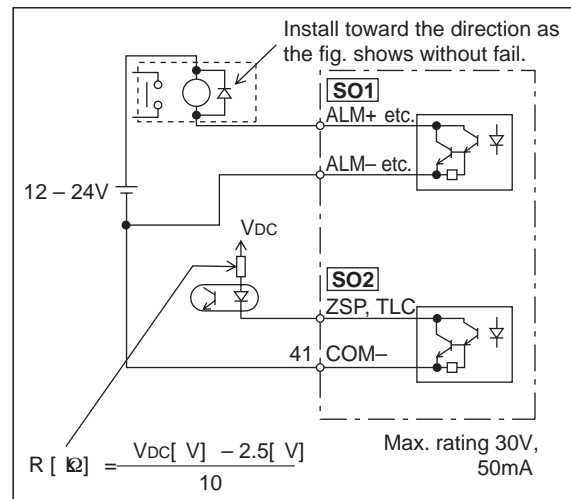 Install toward the direction as
the fig. shows without fail.
SO1
ALM+ etc.
ALM– etc.
12 – 24V
VDC
SO2
ZSP, TLC
41 COM–
Max. rating 30V,
50mA
R [ kΩ] = VDC[ V] – 2.5[ V]
10